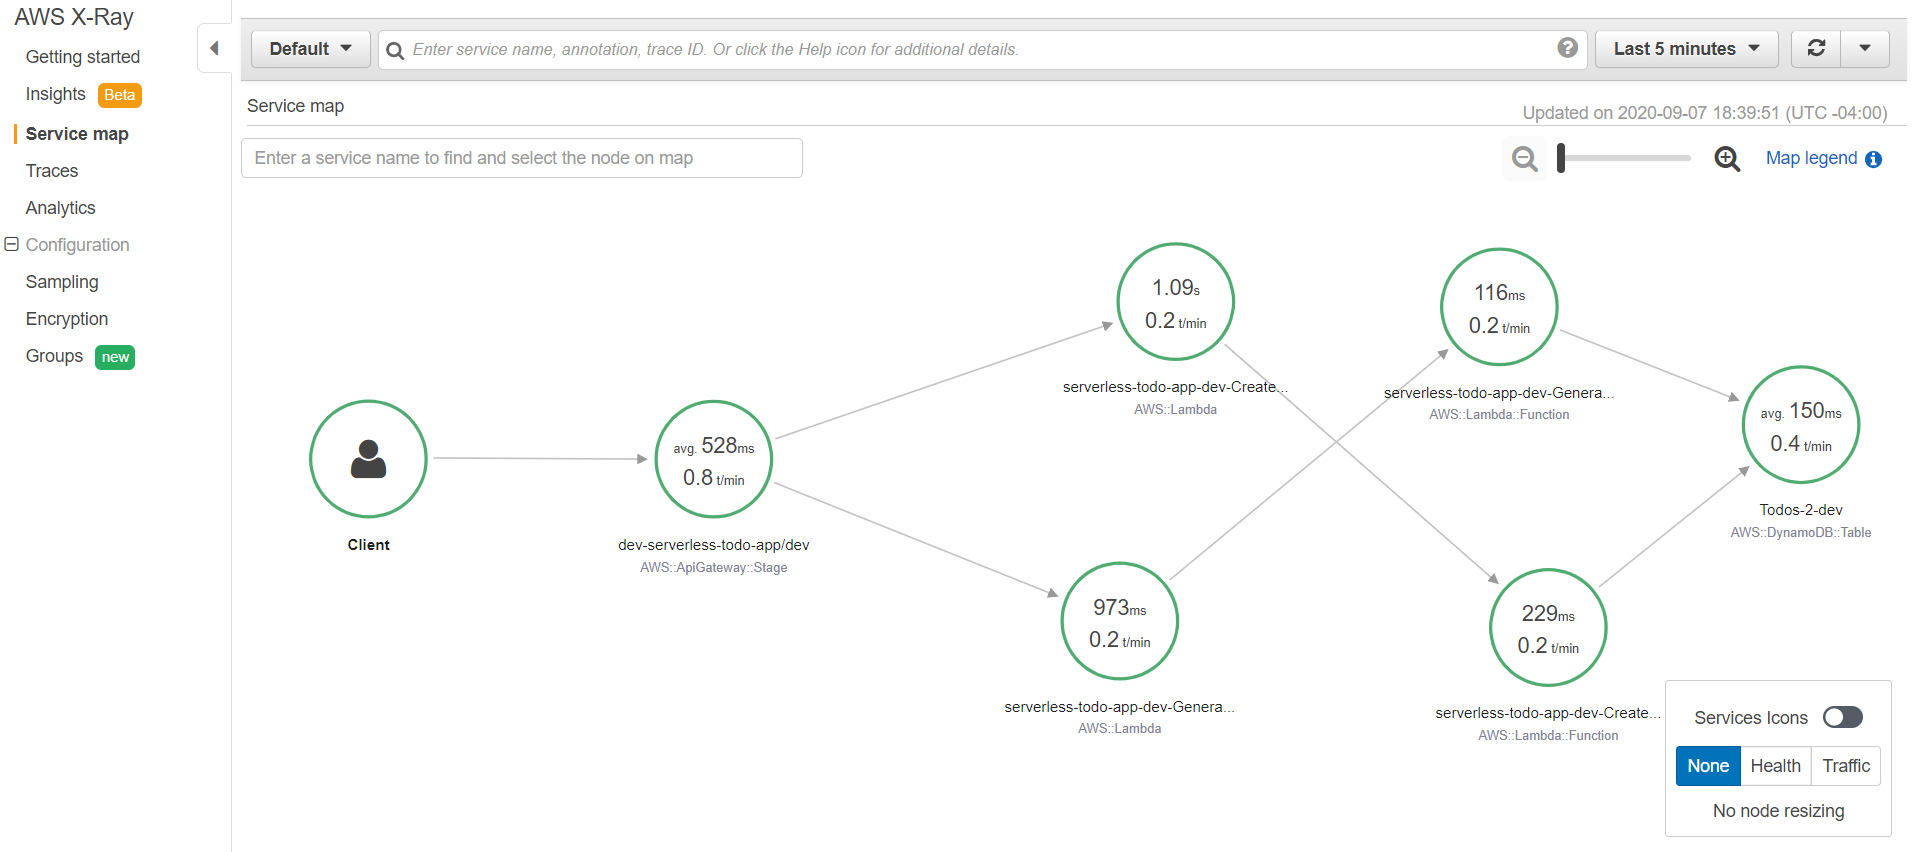 AWS X-Ray
Getting started
Insights Beta
Service map
Traces
Analytics
Configuration
Sampling
Encryption
Groups new
Default
Enter service name, annotation, trace ID. Or click the Help icon for additional details.
?
Last 5 minutes
Service map
Updated on 2020-09-07 18:39:51 (UTC -04:00)
Enter a service name to find and select the node on map
Map legend i
Client
avg. 528ms
0.8 t/min
dev-serverless-todo-app/dev
AWS::ApiGateway::Stage
1.09s
0.2 t/min
serverless-todo-app-dev-Create...
AWS::Lambda
973ms
0.2 t/min
serverless-todo-app-dev-Genera...
AWS::Lambda
116ms
0.2 t/min
serverless-todo-app-dev-Genera...
AWS::Lambda::Function
229ms
0.2 t/min
serverless-todo-app-dev-Create...
AWS::Lambda::Function
avg. 150ms
0.4 t/min
Todos-2-dev
AWS::DynamoDB::Table
Services Icons
None Health Traffic
No node resizing